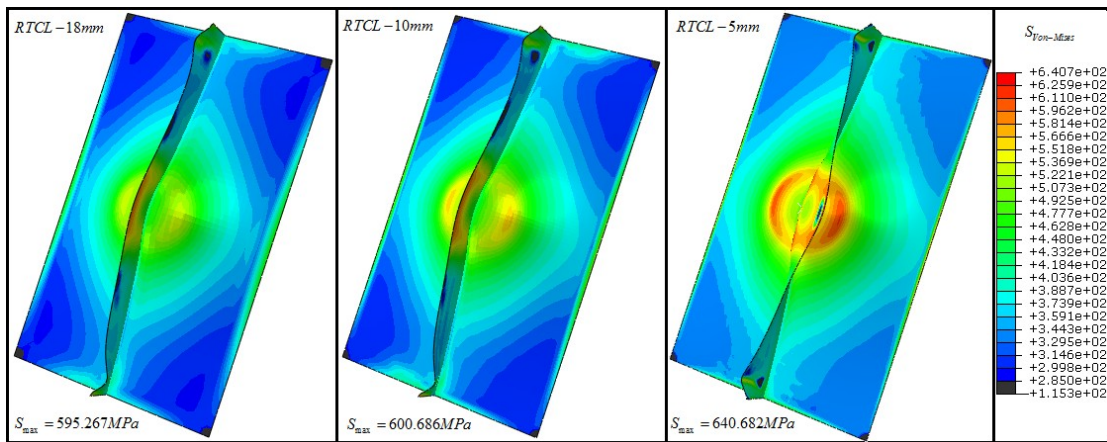 RTCL-18mm
S_max = 595.267MPa
RTCL-10mm
S_max = 600.686MPa
RTCL-5mm
S_max = 640.682MPa
S_Von-Mises
+6.407e+02
+6.259e+02
+6.110e+02
+5.962e+02
+5.814e+02
+5.666e+02
+5.518e+02
+5.369e+02
+5.221e+02
+5.073e+02
+4.925e+02
+4.777e+02
+4.628e+02
+4.480e+02
+4.332e+02
+4.184e+02
+4.036e+02
+3.887e+02
+3.739e+02
+3.591e+02
+3.443e+02
+3.295e+02
+3.146e+02
+2.998e+02
+2.850e+02
+1.153e+02